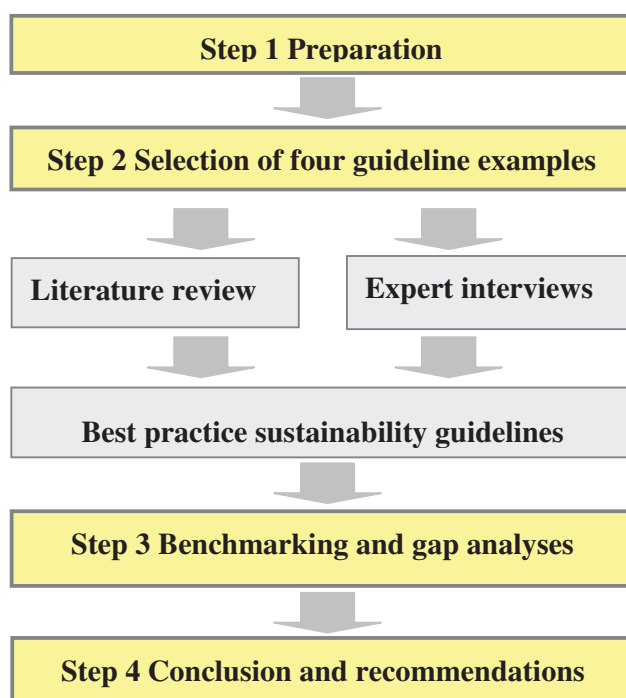 Step 1 Preparation
Step 2 Selection of four guideline examples
Literature review
Expert interviews
Best practice sustainability guidelines
Step 3 Benchmarking and gap analyses
Step 4 Conclusion and recommendations